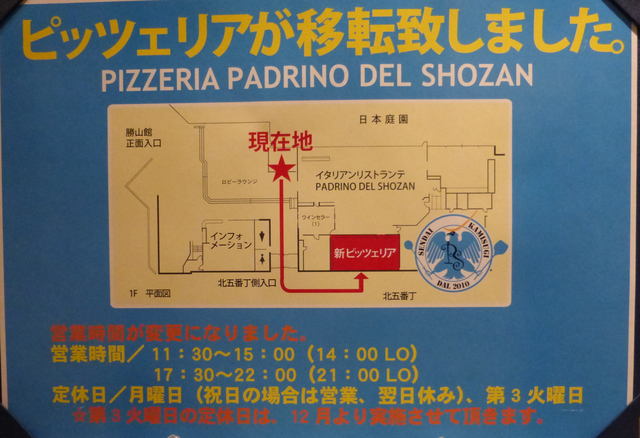 ピッツェリアが移転致しました。
PIZZERIA PADRINO DEL SHOZAN
日本庭園
勝山館
正面入口
現在地
ロビーラウンジ
イタリアンリストランテ
PADRINO DEL SHOZAN
ワインセラー
(1)
インフォ
メーション
新ピッツェリア
SENDAI KAMISUGI
PS
DAL 2010
北五番丁側入口
1F 平面図
北五番丁
営業時間が変更になりました。
営業時間／11：30～15：00（14：00 LO）
17：30～22：00（21：00 LO）
定休日／月曜日（祝日の場合は営業、翌日休み）、第3火曜日
☆第3火曜日の定休日は、12月より実施させて頂きます。